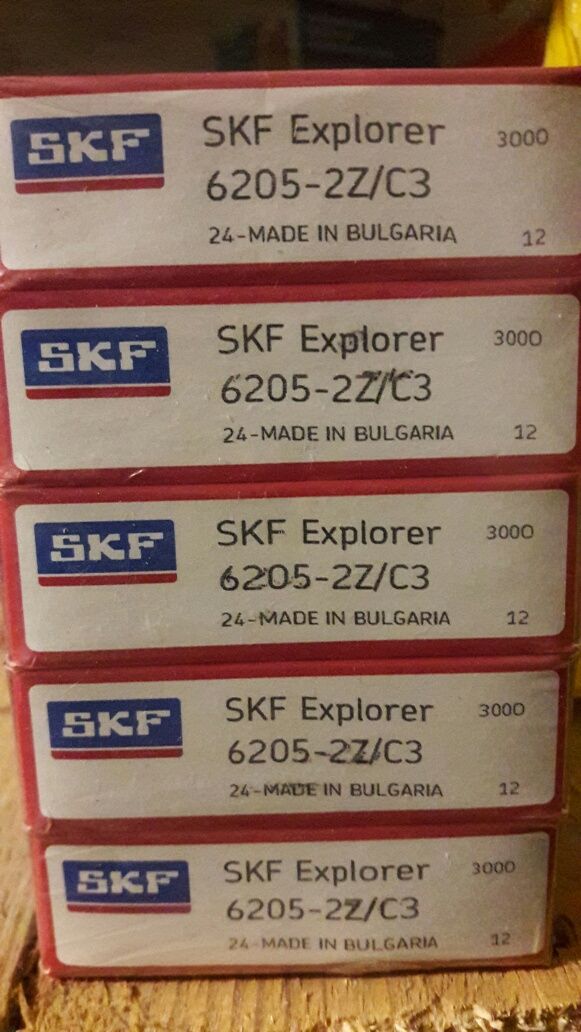 SKF
SKF Explorer 3000
6205-2Z/C3
24-MADE IN BULGARIA 12
SKF
SKF Explorer 3000
6205-2Z/C3
24-MADE IN BULGARIA 12
SKF
SKF Explorer 3000
6205-2Z/C3
24-MADE IN BULGARIA 12
SKF
SKF Explorer 3000
6205-2Z/C3
24-MADE IN BULGARIA 12
SKF
SKF Explorer 3000
6205-2Z/C3
24-MADE IN BULGARIA 12